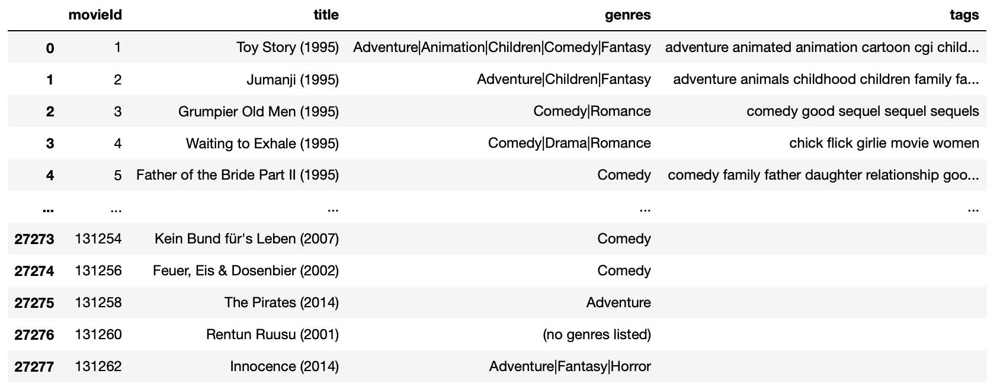 movieId title genres tags
0 1 Toy Story (1995) Adventure|Animation|Children|Comedy|Fantasy adventure animated animation cartoon cgi child...
1 2 Jumanji (1995) Adventure|Children|Fantasy adventure animals childhood children family fa...
2 3 Grumpier Old Men (1995) Comedy|Romance comedy good sequel sequel sequels
3 4 Waiting to Exhale (1995) Comedy|Drama|Romance chick flick girlie movie women
4 5 Father of the Bride Part II (1995) Comedy comedy family father daughter relationship goo...
... ... ... ... ...
27273 131254 Kein Bund für's Leben (2007) Comedy
27274 131256 Feuer, Eis & Dosenbier (2002) Comedy
27275 131258 The Pirates (2014) Adventure
27276 131260 Rentun Ruusu (2001) (no genres listed)
27277 131262 Innocence (2014) Adventure|Fantasy|Horror